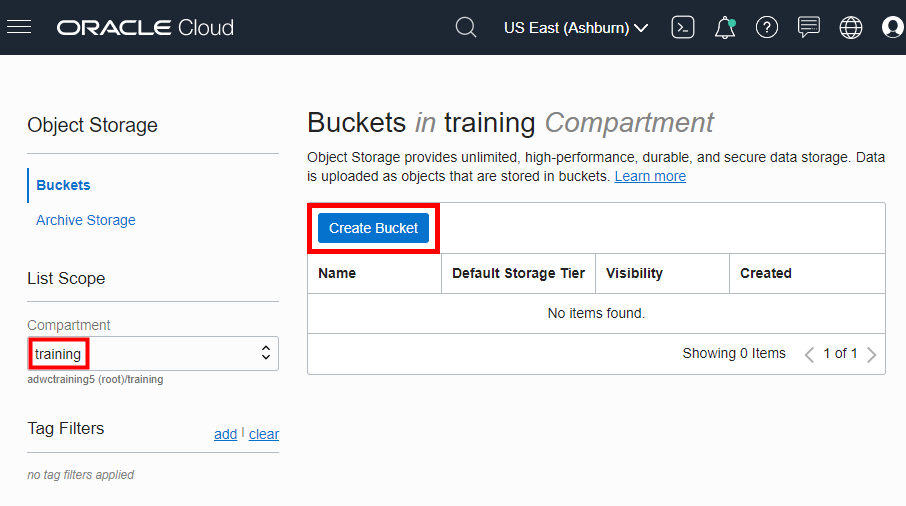 ORACLE Cloud
US East (Ashburn)
Object Storage
Buckets
Archive Storage
List Scope
Compartment
training
adwctraining5 (root)/training
Tag Filters
add | clear
no tag filters applied
Buckets in training Compartment
Object Storage provides unlimited, high-performance, durable, and secure data storage. Data
is uploaded as objects that are stored in buckets. Learn more
Create Bucket
Name Default Storage Tier Visibility Created
No items found.
Showing 0 Items < 1 of 1 >